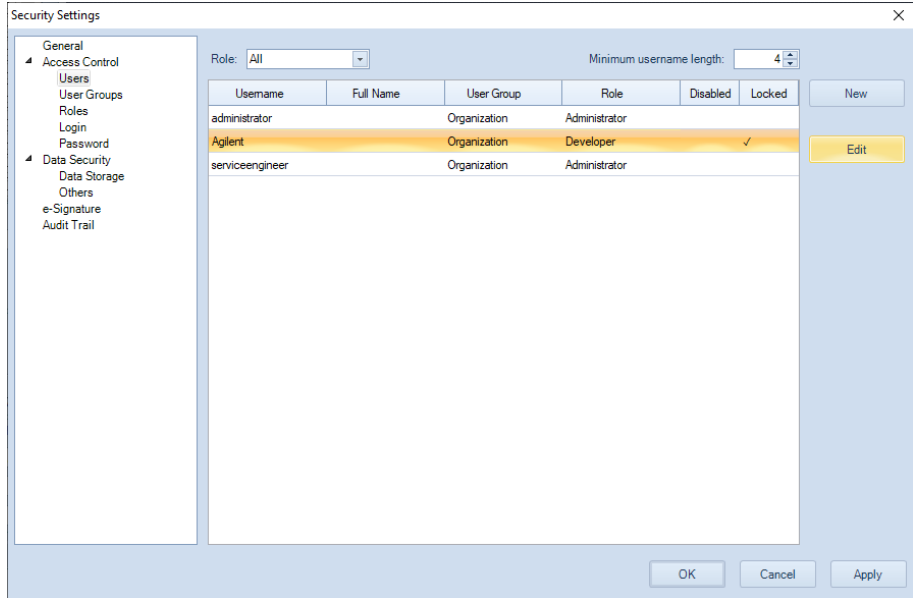 Security Settings
General
Access Control
Users
User Groups
Roles
Login
Password
Data Security
Data Storage
Others
e-Signature
Audit Trail
Role: All Minimum username length: 4
Username Full Name User Group Role Disabled Locked
administrator Organization Administrator
Agilent Organization Developer ✓
serviceengineer Organization Administrator
New
Edit
OK Cancel Apply